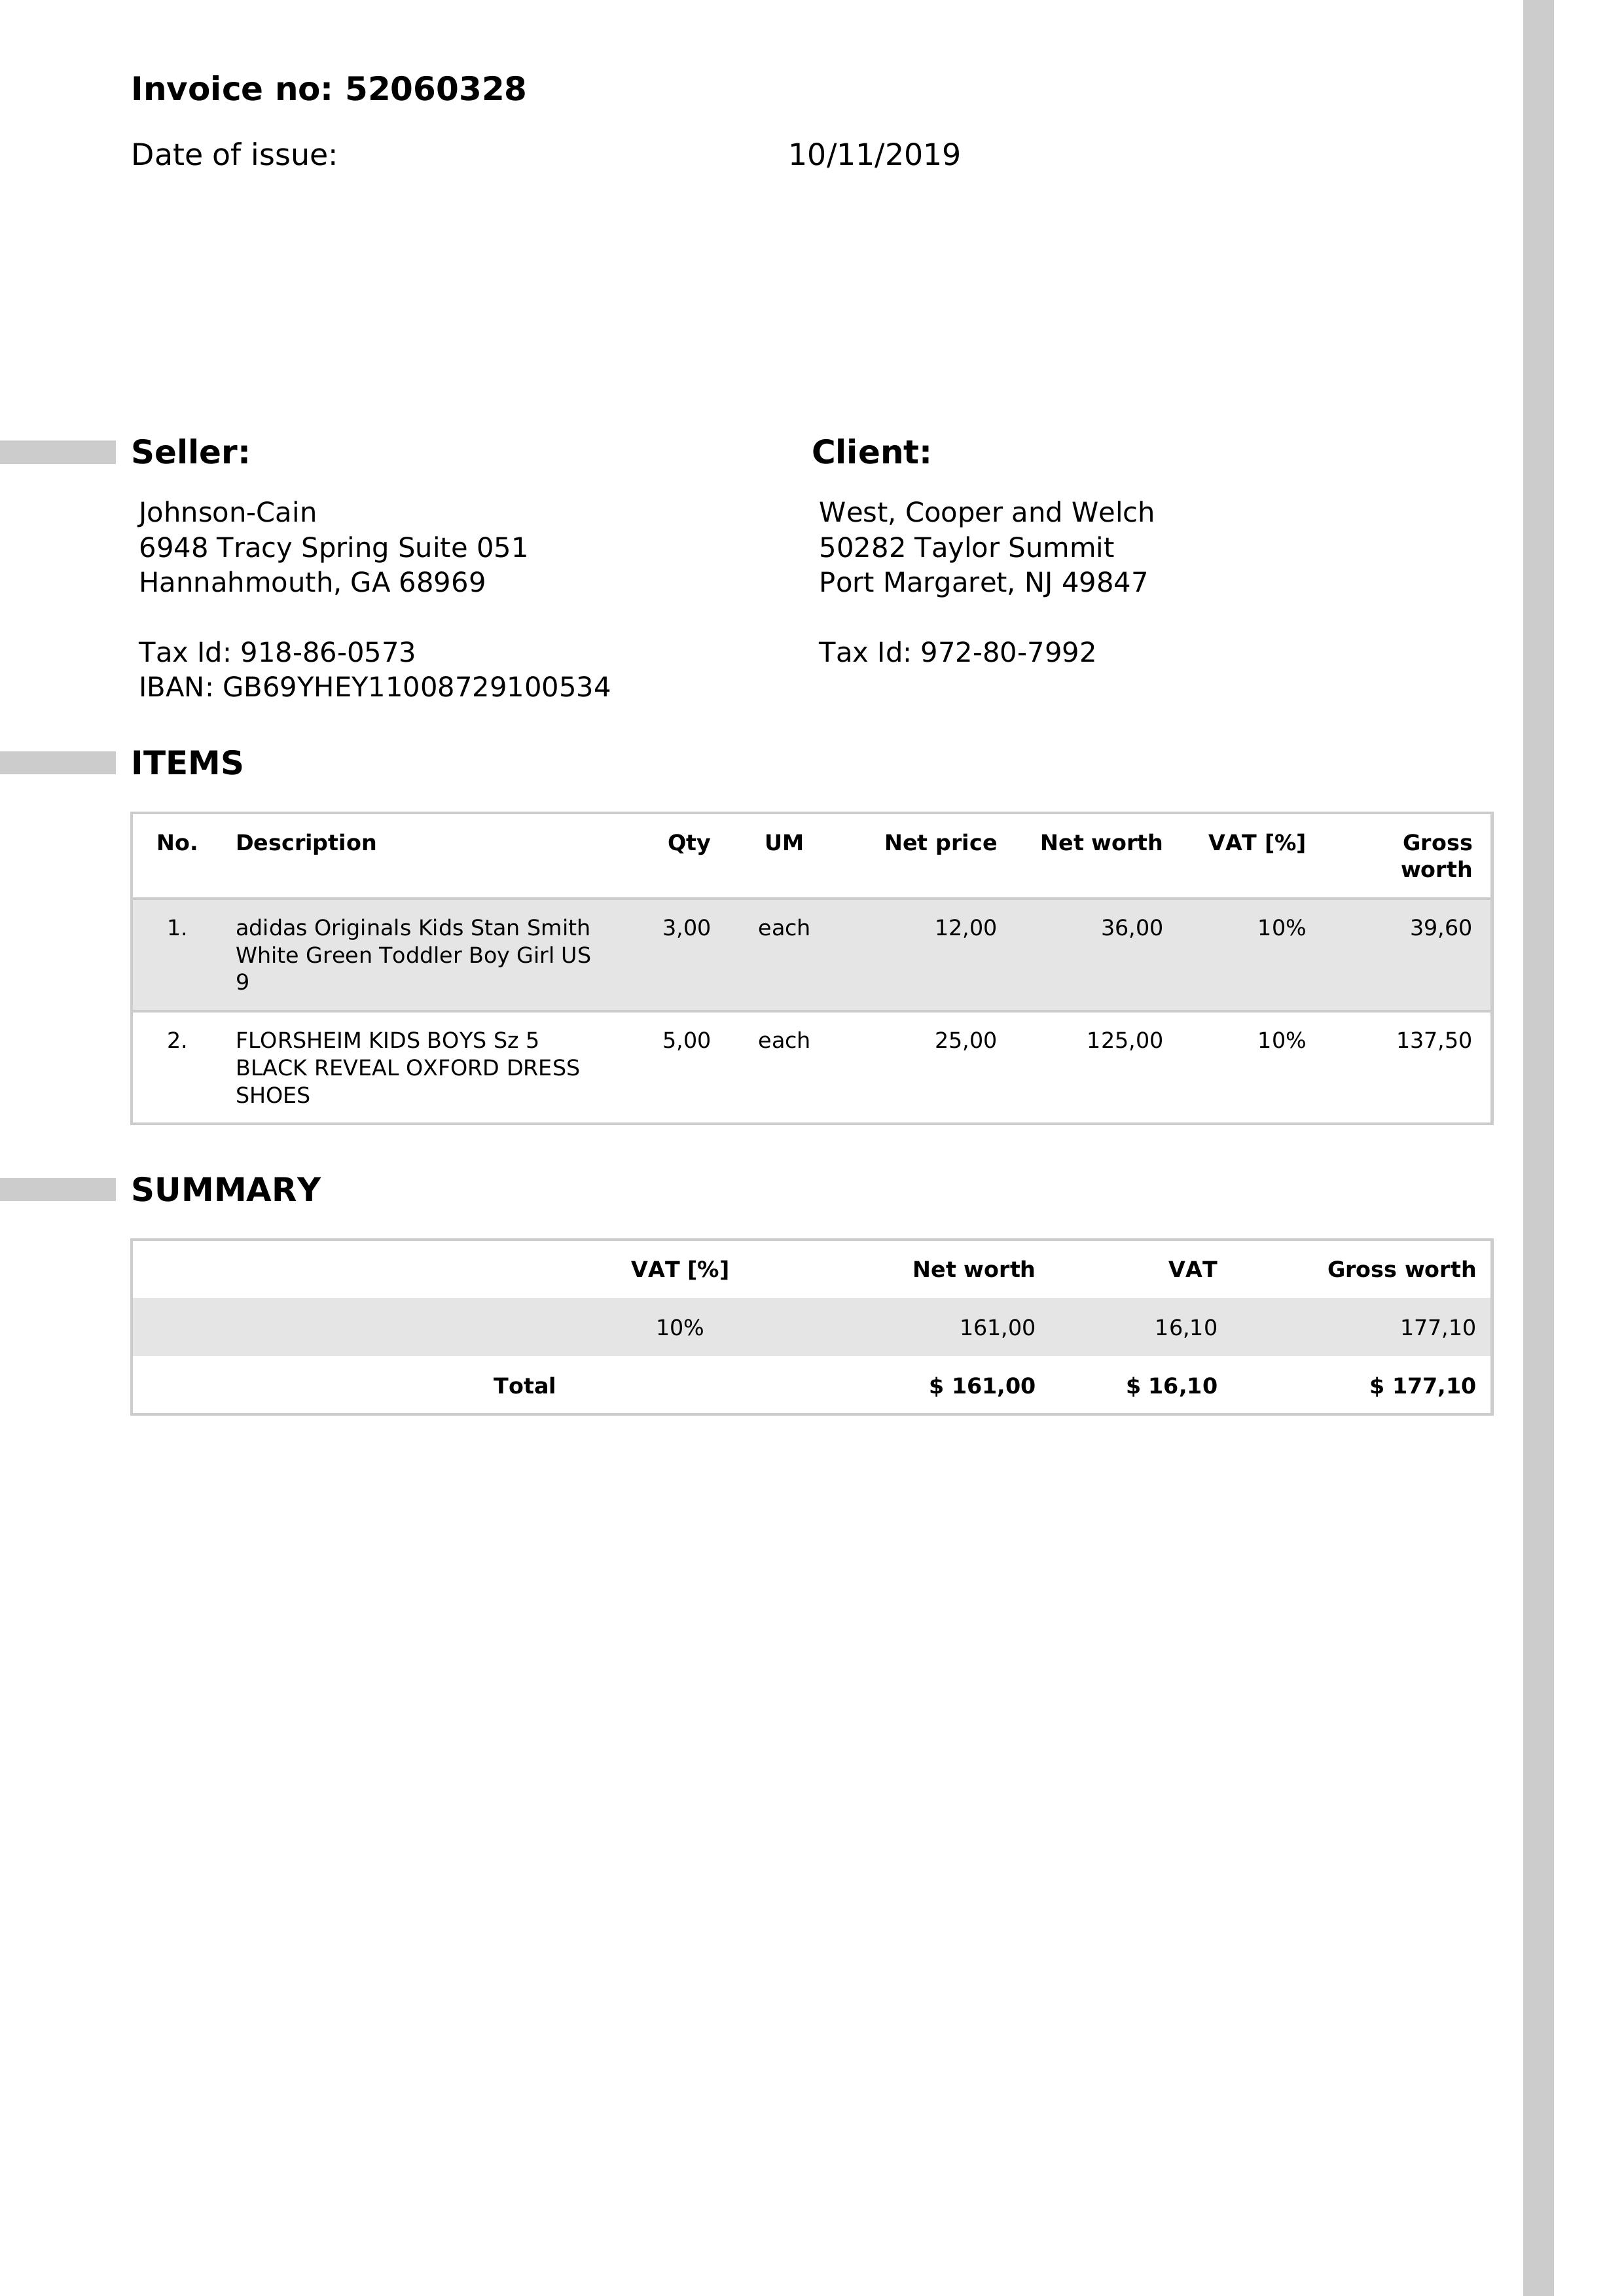 Invoice no: 52060328
Date of issue: 10/11/2019
Seller:
Johnson-Cain
6948 Tracy Spring Suite 051
Hannahmouth, GA 68969
Tax Id: 918-86-0573
IBAN: GB69YHEY11008729100534
Client:
West, Cooper and Welch
50282 Taylor Summit
Port Margaret, NJ 49847
Tax Id: 972-80-7992
ITEMS
No. Description Qty UM Net price Net worth VAT [%] Gross
worth
1. adidas Originals Kids Stan Smith 3,00 each 12,00 36,00 10% 39,60
White Green Toddler Boy Girl US
9
2. FLORSHEIM KIDS BOYS Sz 5 5,00 each 25,00 125,00 10% 137,50
BLACK REVEAL OXFORD DRESS
SHOES
SUMMARY
VAT [%] Net worth VAT Gross worth
10% 161,00 16,10 177,10
Total $ 161,00 $ 16,10 $ 177,10